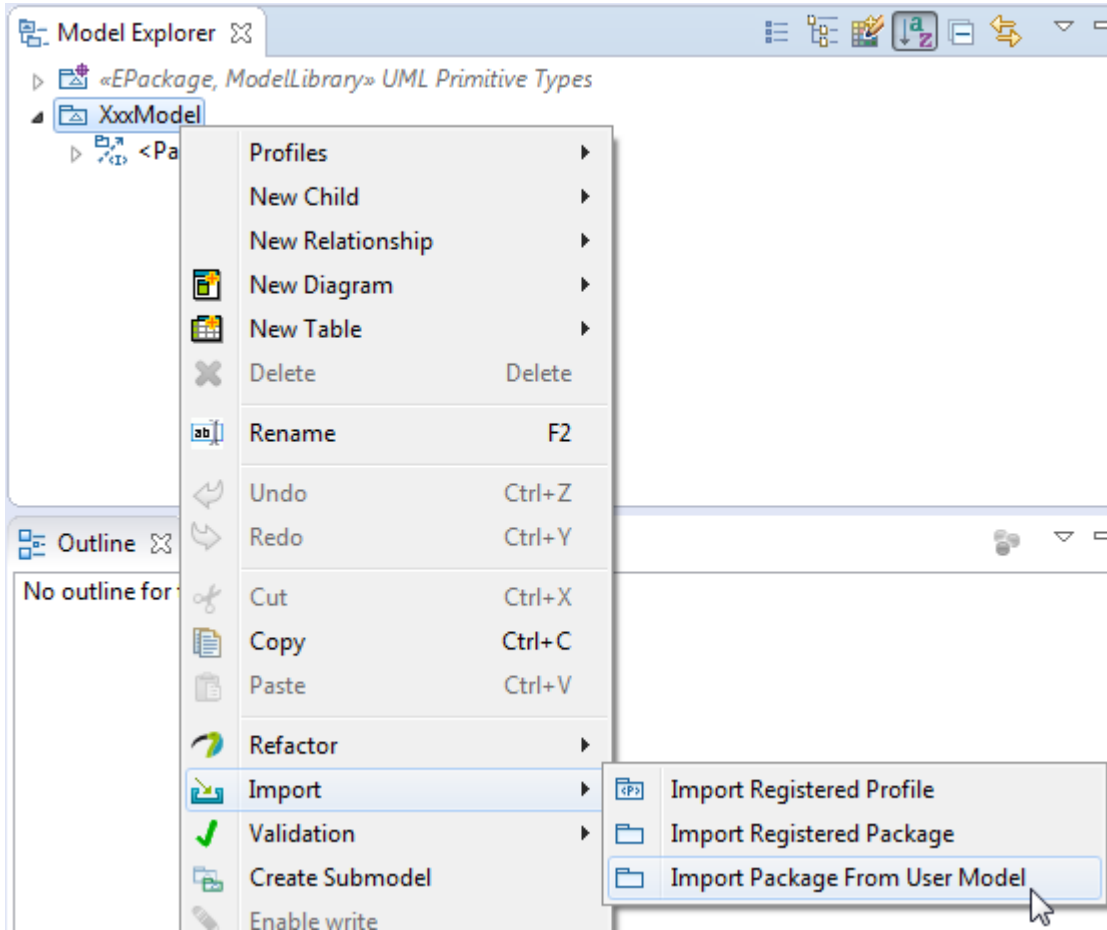 Model Explorer
«EPackage, ModelLibrary» UML Primitive Types
XxxModel
<Pa
Profiles
New Child
New Relationship
New Diagram
New Table
Delete Delete
Rename F2
Undo Ctrl+Z
Outline
Redo Ctrl+Y
No outline for
Cut Ctrl+X
Copy Ctrl+C
Paste Ctrl+V
Refactor
Import
Import Registered Profile
Validation
Import Registered Package
Create Submodel
Import Package From User Model
Enable write